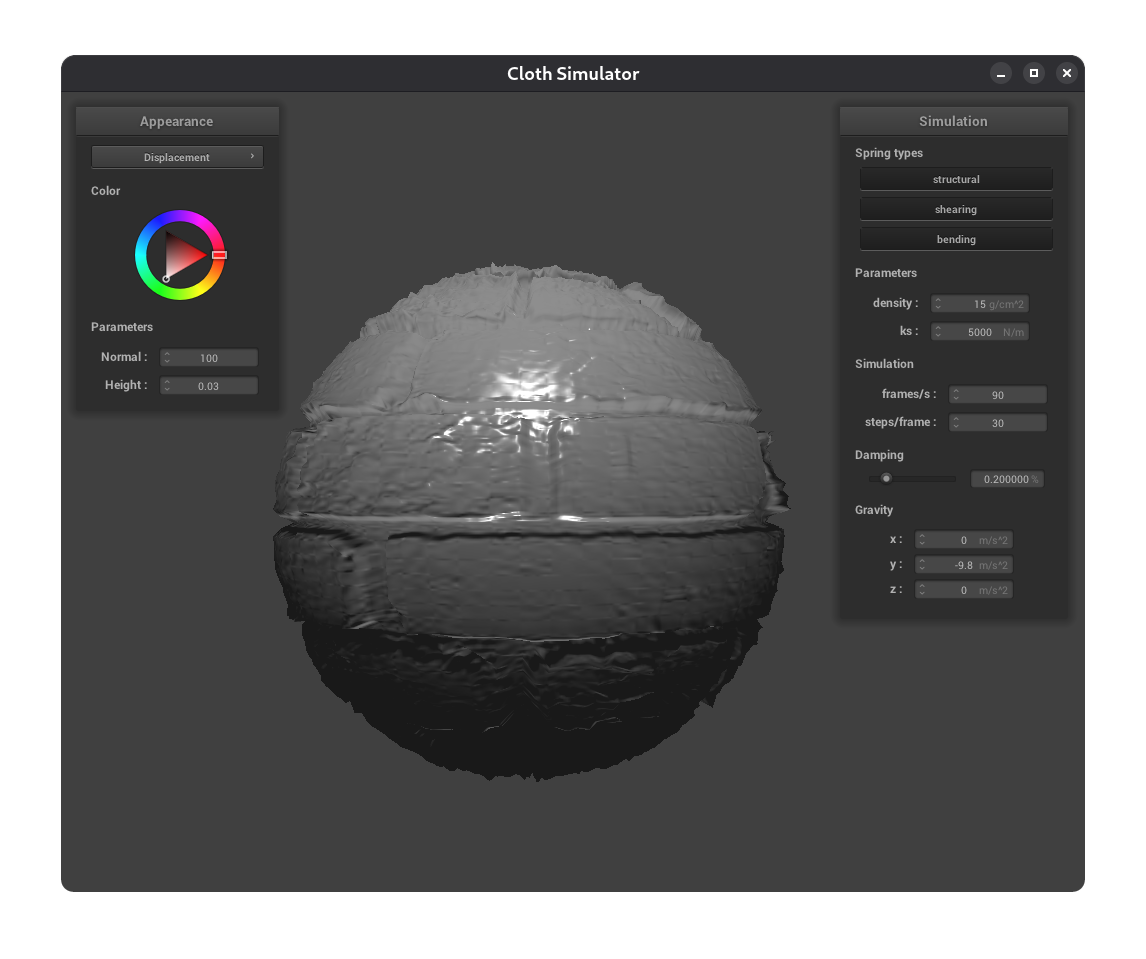 Cloth Simulator
Appearance
Displacement
Color
Parameters
Normal : 100
Height : 0.03
Simulation
Spring types
structural
shearing
bending
Parameters
density : 15 g/cm^2
ks : 5000 N/m
Simulation
frames/s : 90
steps/frame : 30
Damping
0.200000 %
Gravity
x : 0 m/s^2
y : -9.8 m/s^2
z : 0 m/s^2